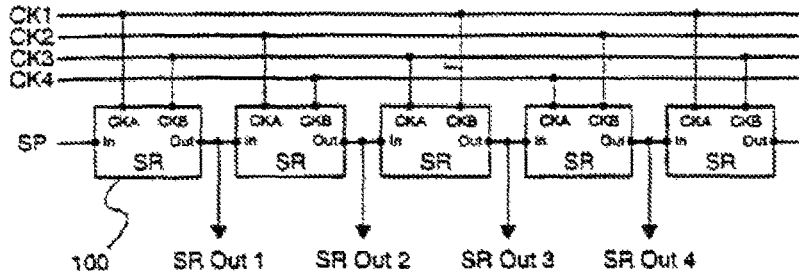 CK1
CK2
CK3
CK4
CKA CKB CKA CKB CKA CKB CKA CKB CKA CKB
SP In Out In Out In Out In Out In Out
SR SR SR SR SR
100 SR Out 1 SR Out 2 SR Out 3 SR Out 4